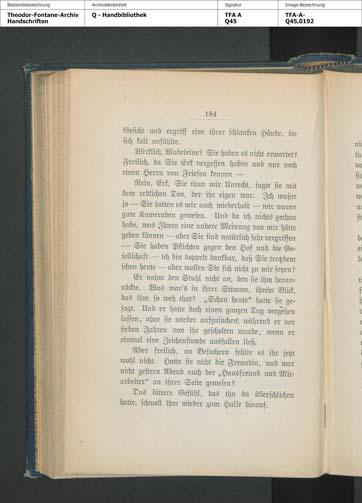 Bestandsbezeichnung
Theodor-Fontane-Archiv
Handschriften
Archivalieneinheit
Q - Handbibliothek
Signatur
TFA A
Q45
Image-Bezeichnung
TFA-A-
Q45,0192
184
Gesicht und ergriff eine ihrer schlanken Hände, die
sich kalt anfühlte.
Wirklich, Madeleine? Sie haben es nicht erwartet?
Freilich, da Sie Erk vergessen haben und nur noch
einen Herrn von Friesen kennen —
Nein, Erk, Sie thun mir Unrecht, sagte sie mit
dem redlichen Ton, der ihr eigen war. Ich wußte
ja — Sie hatten es mir auch wiederholt — wir waren
gute Kameraden gewesen. Und da ich nichts gethan
habe, was Ihnen eine andere Meinung von mir hätte
geben können — aber Sie sind natürlich sehr vergriffen
— Sie haben Pflichten gegen den Hof und die Ge-
sellschaft — ich bin doppelt dankbar, daß Sie trotzdem
schon heute — aber wollen Sie sich nicht zu mir setzen?
Er nahm den Stuhl nicht an, den sie ihm heran-
rückte. Was war's in ihrer Stimme, ihrem Blick,
das ihm so weh that? „Schon heute“ hatte sie ge-
sagt. Und er hatte doch einen ganzen Tag vergehen
lassen, ohne sie wieder aufzusuchen; während er vor
sieben Jahren von ihr gescholten wurde, wenn er
einmal eine Zeichenstunde ausfallen ließ.
Aber freilich, an Besuchern fehlte es ihr jetzt
wohl nicht. Hatte sie nicht die Freundin, und war
nicht gestern Abend auch der „Hausfreund und Mit-
arbeiter“ an ihrer Seite gewesen?
Das bittere Gefühl, das ihn da überschlichen
hatte, schwoll ihm wieder zum Halse hinauf.